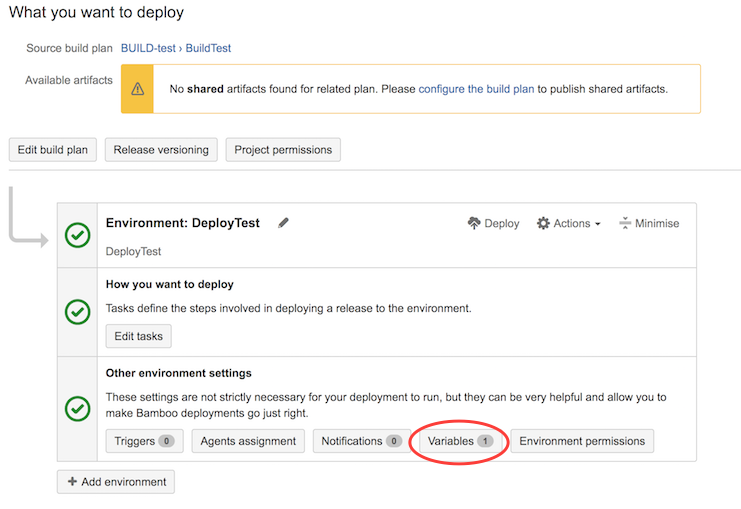 What you want to deploy
Source build plan BUILD-test › BuildTest
Available artifacts
No shared artifacts found for related plan. Please configure the build plan to publish shared artifacts.
Edit build plan Release versioning Project permissions
Environment: DeployTest Deploy Actions Minimise
DeployTest
How you want to deploy
Tasks define the steps involved in deploying a release to the environment.
Edit tasks
Other environment settings
These settings are not strictly necessary for your deployment to run, but they can be very helpful and allow you to
make Bamboo deployments go just right.
Triggers 0 Agents assignment Notifications 0 Variables 1 Environment permissions
+ Add environment